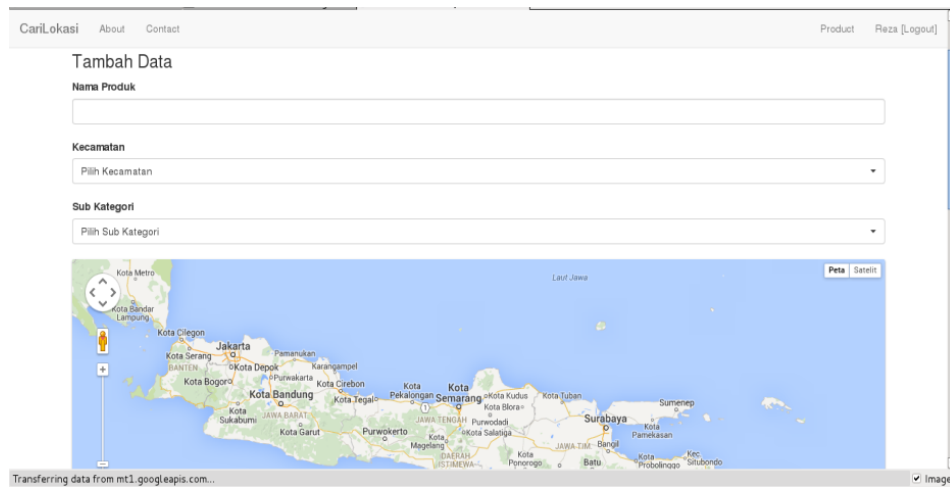 CariLokasi About Contact Product Reza [Logout]
Tambah Data
Nama Produk
Kecamatan
Pilih Kecamatan
Sub Kategori
Pilih Sub Kategori
Kota Metro
Laut Jawa
Peta Satelit
Kota Bandar
Lampung
Kota Cilegon
Jakarta
Kota Serang
Pamanukan
BANTEN
Kota Depok
Karangampel
Kota Bogor
Purwakarta
Kota Cirebon
Kota Bandung
Kota Tegal
Kota
Pekalongan
Kota
Semarang
Kota Kudus
Kota Tuban
Sumenep
Kota
Sukabumi
JAWA BARAT
1
Kota Blora
JAWA TENGAH
Purwodadi
Surabaya
Kota
Pamekasan
Kota Garut
Purwokerto
Kota
Magelang
Kota Salatiga
JAWA TIM
Bangil
DAERAH
ISTIMEWA
Kota
Ponorogo
Batu
Kota
Probolinggo
Kec
Situbondo
Transferring data from mt1.googleapis.com...
Image